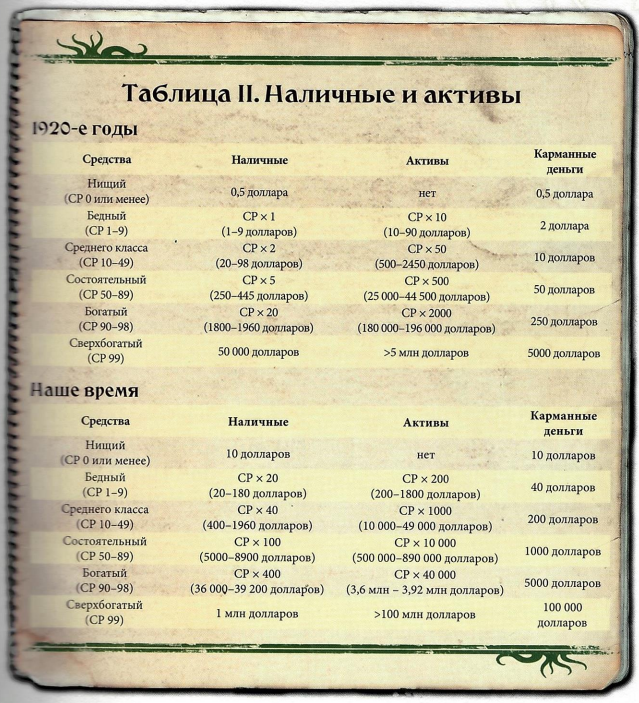 Таблица II. Наличные и активы
1920-е годы
Средства Наличные Активы Карманные деньги
Нищий (СР 0 или менее) 0,5 доллара нет 0,5 доллара
Бедный СР × 1 СР × 10 2 доллара
(СР 1–9) (1–9 долларов) (10–90 долларов)
Среднего класса СР × 2 СР × 50 10 долларов
(СР 10–49) (20–98 долларов) (500–2450 долларов)
Состоятельный СР × 5 СР × 500 50 долларов
(СР 50–89) (250–445 долларов) (25 000–44 500 долларов)
Богатый СР × 20 СР × 2000 250 долларов
(СР 90–98) (1800–1960 долларов) (180 000–196 000 долларов)
Сверхбогатый (СР 99) 50 000 долларов >5 млн долларов 5000 долларов
Наше время
Средства Наличные Активы Карманные деньги
Нищий (СР 0 или менее) 10 долларов нет 10 долларов
Бедный СР × 20 СР × 200 40 долларов
(СР 1–9) (20–180 долларов) (200–1800 долларов)
Среднего класса СР × 40 СР × 1000 200 долларов
(СР 10–49) (400–1960 долларов) (10 000–49 000 долларов)
Состоятельный СР × 100 СР × 10 000 1000 долларов
(СР 50–89) (5000–8900 долларов) (500 000–890 000 долларов)
Богатый СР × 400 СР × 40 000 5000 долларов
(СР 90–98) (36 000–39 200 долларов) (3,6 млн – 3,92 млн долларов)
Сверхбогатый (СР 99) 1 млн долларов >100 млн долларов 100 000 долларов